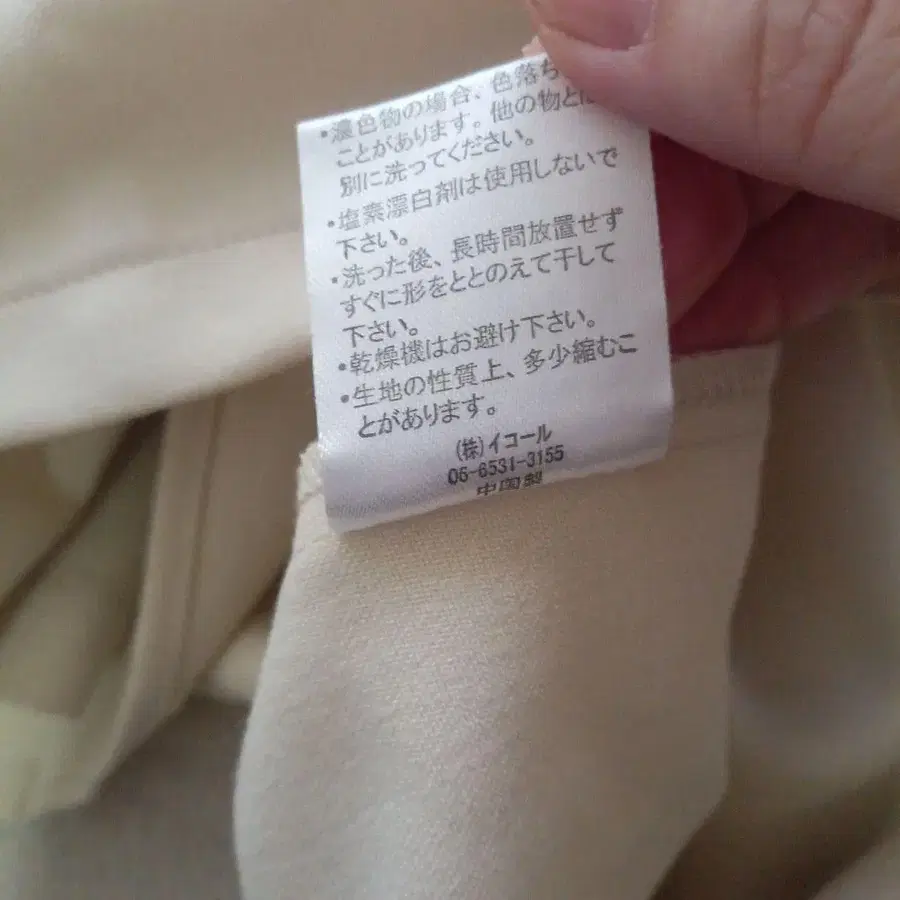 ・濃色物の場合、色落ち
ことがあります。他の物とは
別に洗ってください。
・塩素漂白剤は使用しないで
下さい。
・洗った後、長時間放置せず
すぐに形をととのえて干して
下さい。
・乾燥機はお避け下さい。
・生地の性質上、多少縮むこ
とがあります。
(株)イコール
06-6531-3155
中国製